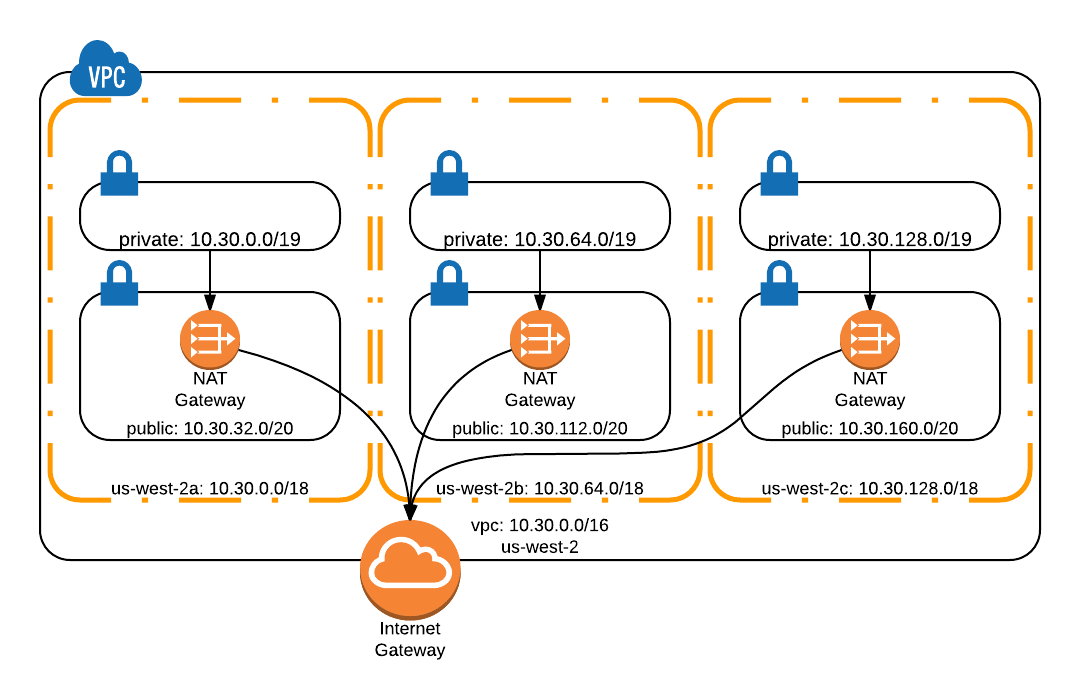 VPC
private: 10.30.0.0/19
private: 10.30.64.0/19
private: 10.30.128.0/19
NAT
Gateway
NAT
Gateway
NAT
Gateway
public: 10.30.32.0/20
public: 10.30.112.0/20
public: 10.30.160.0/20
us-west-2a: 10.30.0.0/18
us-west-2b: 10.30.64.0/18
us-west-2c: 10.30.128.0/18
vpc: 10.30.0.0/16
us-west-2
Internet
Gateway